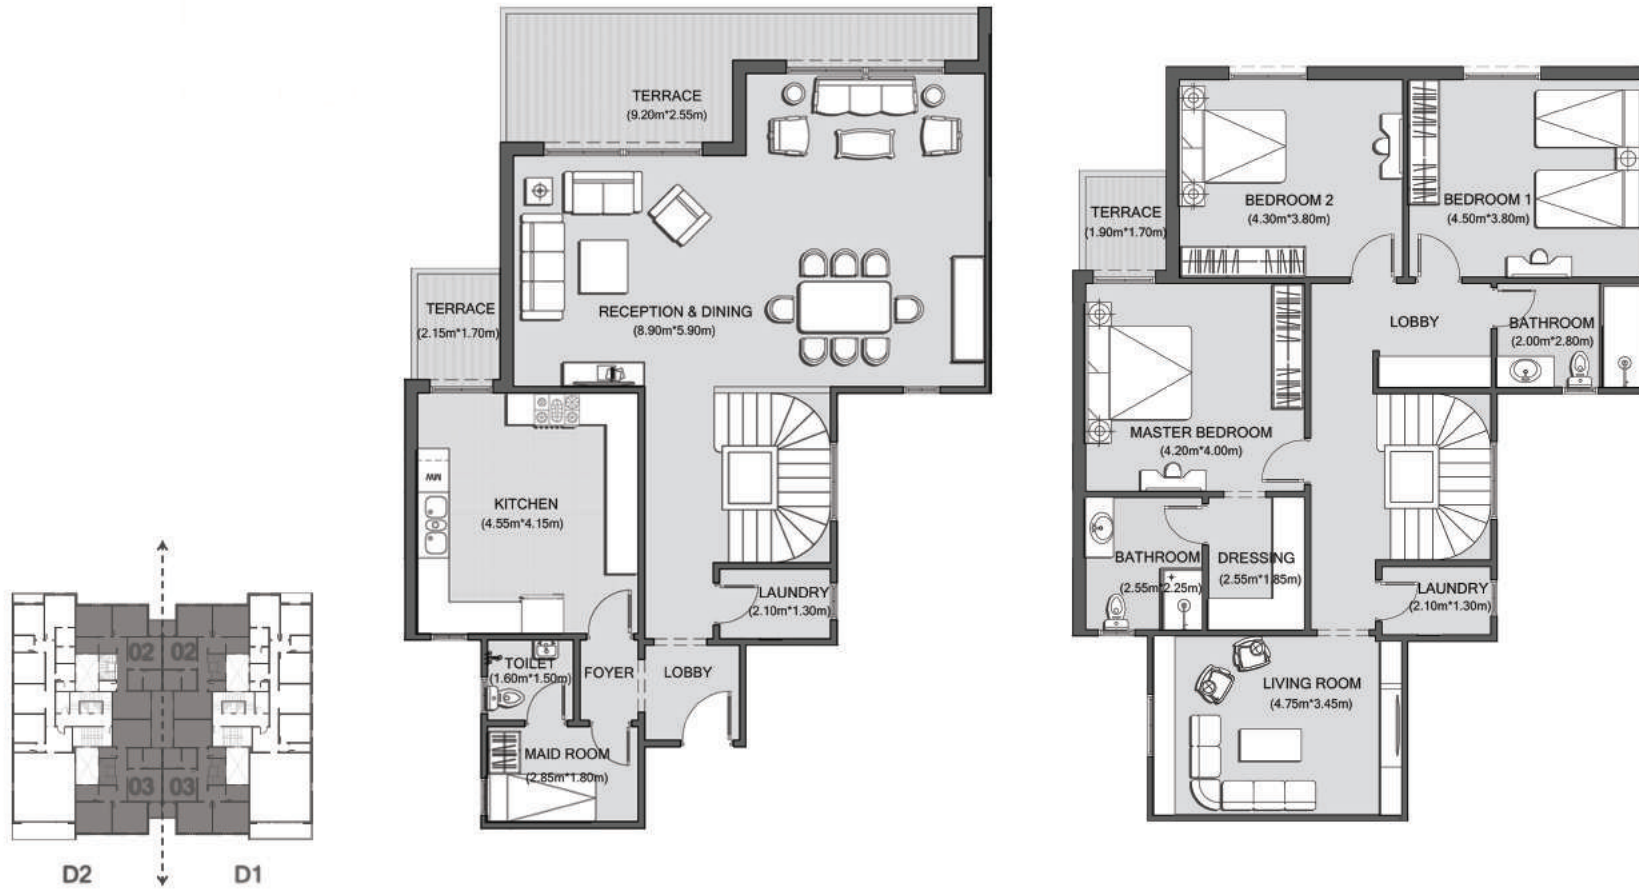 TERRACE
(9.20m*2.55m)
TERRACE
(2.15m*1.70m)
RECEPTION & DINING
(8.90m*5.90m)
MW
KITCHEN
(4.55m*4.15m)
LAUNDRY
(2.10m*1.30m)
TOILET
(1.60m*1.50m)
FOYER
LOBBY
MAID ROOM
(2.85m*1.80m)
BEDROOM 2
(4.30m*3.80m)
BEDROOM 1
(4.50m*3.80m)
TERRACE
(1.90m*1.70m)
LOBBY
BATHROOM
(2.00m*2.80m)
MASTER BEDROOM
(4.20m*4.00m)
BATHROOM
(2.55m*2.25m)
DRESSING
(2.55m*1.85m)
LAUNDRY
(2.10m*1.30m)
LIVING ROOM
(4.75m*3.45m)
02 02
03 03
D2 D1